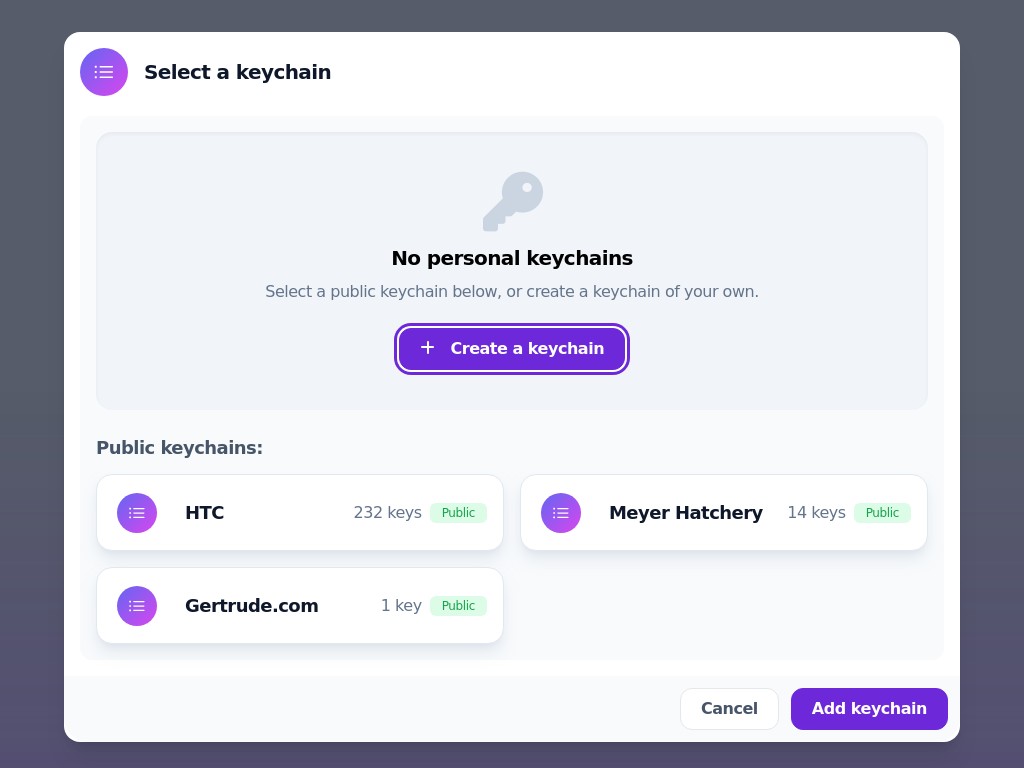 Select a keychain
No personal keychains
Select a public keychain below, or create a keychain of your own.
+ Create a keychain
Public keychains:
HTC 232 keys Public
Meyer Hatchery 14 keys Public
Gertrude.com 1 key Public
Cancel Add keychain